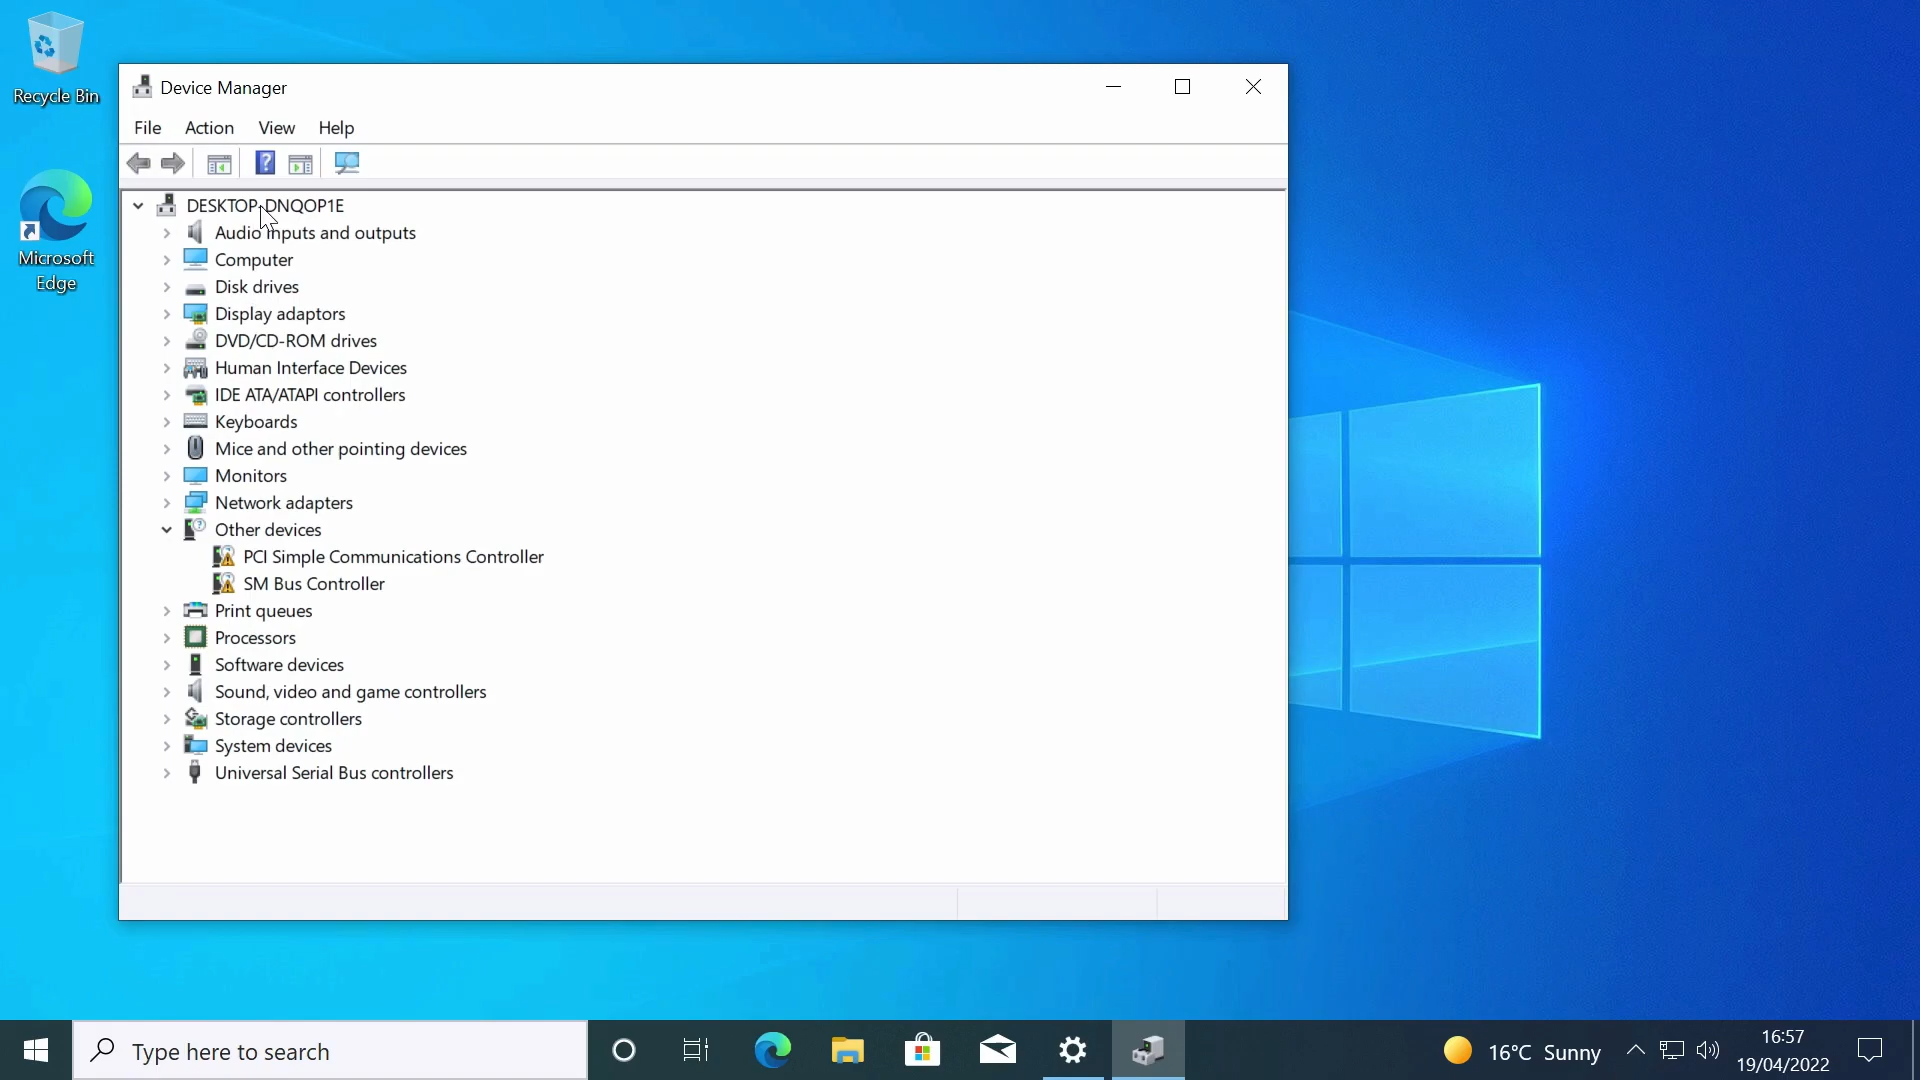 Recycle Bin
Microsoft
Edge
Device Manager
File Action View Help
DESKTOP-DNQOP1E
Audio inputs and outputs
Computer
Disk drives
Display adaptors
DVD/CD-ROM drives
Human Interface Devices
IDE ATA/ATAPI controllers
Keyboards
Mice and other pointing devices
Monitors
Network adapters
Other devices
PCI Simple Communications Controller
SM Bus Controller
Print queues
Processors
Software devices
Sound, video and game controllers
Storage controllers
System devices
Universal Serial Bus controllers
Type here to search
16°C Sunny
16:57
19/04/2022